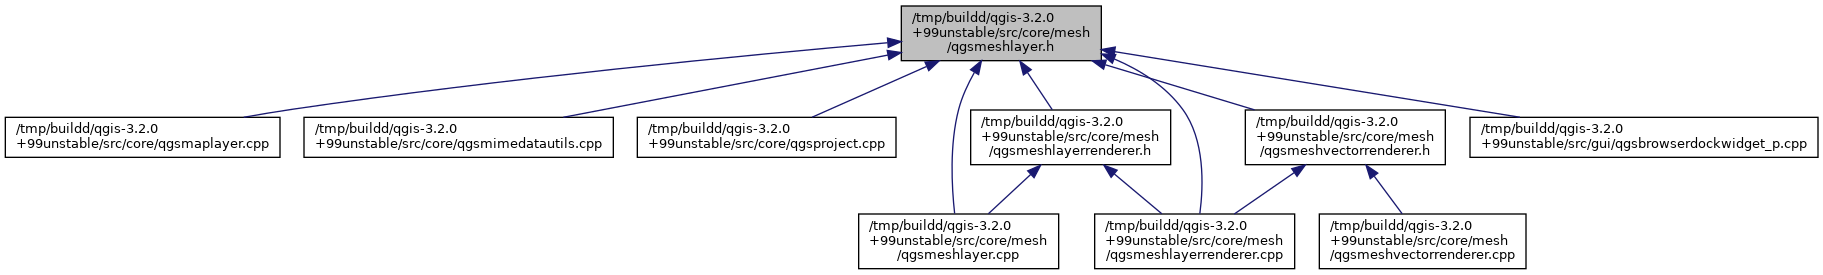 /tmp/buildd/qgis-3.2.0
+99unstable/src/core/mesh
/qgsmeshlayer.h
/tmp/buildd/qgis-3.2.0
+99unstable/src/core/qgsmaplayer.cpp
/tmp/buildd/qgis-3.2.0
+99unstable/src/core/qgsmimedatautils.cpp
/tmp/buildd/qgis-3.2.0
+99unstable/src/core/qgsproject.cpp
/tmp/buildd/qgis-3.2.0
+99unstable/src/core/mesh
/qgsmeshlayerrenderer.h
/tmp/buildd/qgis-3.2.0
+99unstable/src/core/mesh
/qgsmeshvectorrenderer.h
/tmp/buildd/qgis-3.2.0
+99unstable/src/gui/qgsbrowserdockwidget_p.cpp
/tmp/buildd/qgis-3.2.0
+99unstable/src/core/mesh
/qgsmeshlayer.cpp
/tmp/buildd/qgis-3.2.0
+99unstable/src/core/mesh
/qgsmeshlayerrenderer.cpp
/tmp/buildd/qgis-3.2.0
+99unstable/src/core/mesh
/qgsmeshvectorrenderer.cpp